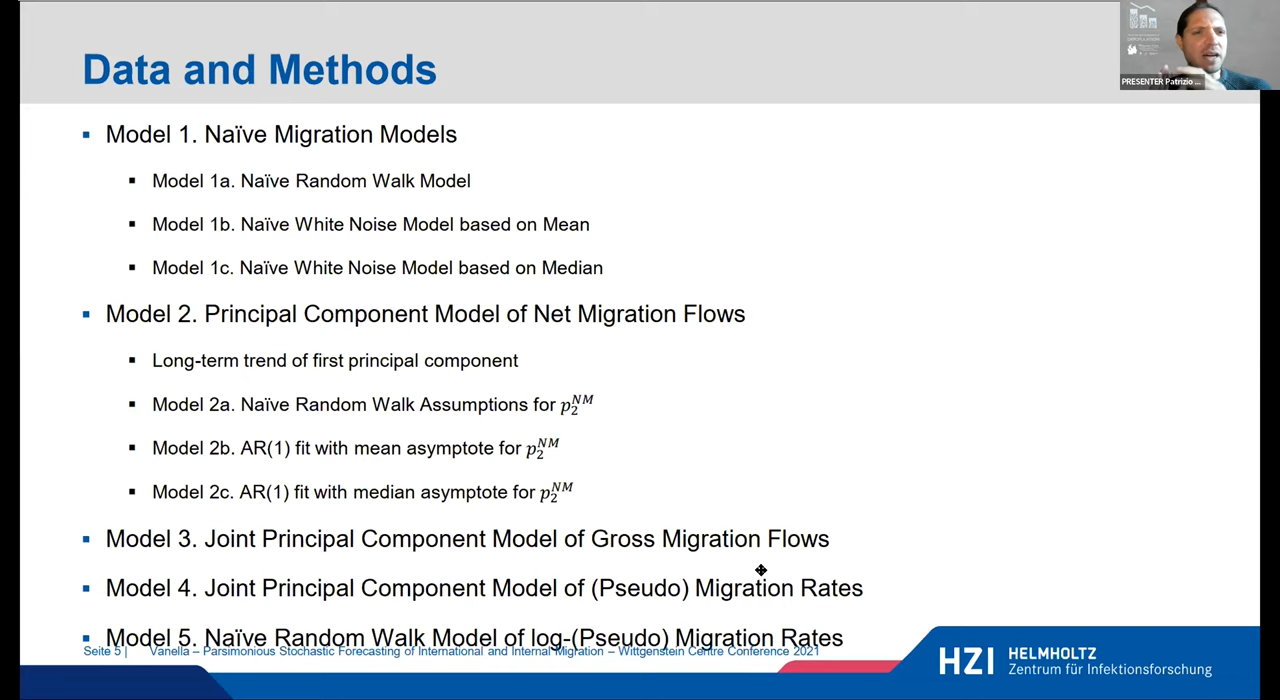 Data and Methods
PRESENTER Patrizio ...
Model 1. Naïve Migration Models
Model 1a. Naïve Random Walk Model
Model 1b. Naïve White Noise Model based on Mean
Model 1c. Naïve White Noise Model based on Median
Model 2. Principal Component Model of Net Migration Flows
Long-term trend of first principal component
Model 2a. Naïve Random Walk Assumptions for p₂ᴺᴹ
Model 2b. AR(1) fit with mean asymptote for p₂ᴺᴹ
Model 2c. AR(1) fit with median asymptote for p₂ᴺᴹ
Model 3. Joint Principal Component Model of Gross Migration Flows
Model 4. Joint Principal Component Model of (Pseudo) Migration Rates
Model 5. Naïve Random Walk Model of log-(Pseudo) Migration Rates
Seite 5 | Vanella – Parsimonious Stochastic Forecasting of International and Internal Migration – Wittgenstein Centre Conference 2021
HZI HELMHOLTZ
Zentrum für Infektionsforschung